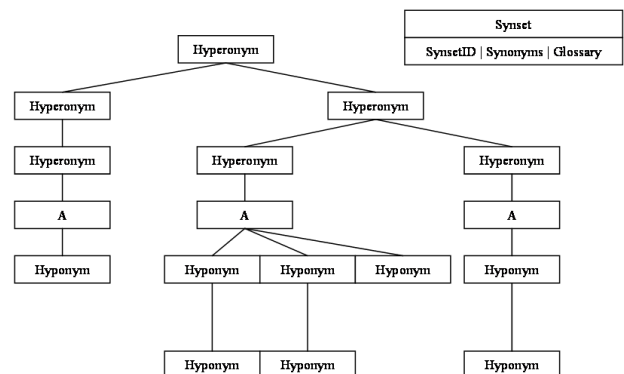 Synset
SynsetID | Synonyms | Glossary
Hyperonym
Hyperonym Hyperonym
Hyperonym Hyperonym Hyperonym
A A A
Hyponym Hyponym Hyponym Hyponym Hyponym
Hyponym Hyponym Hyponym